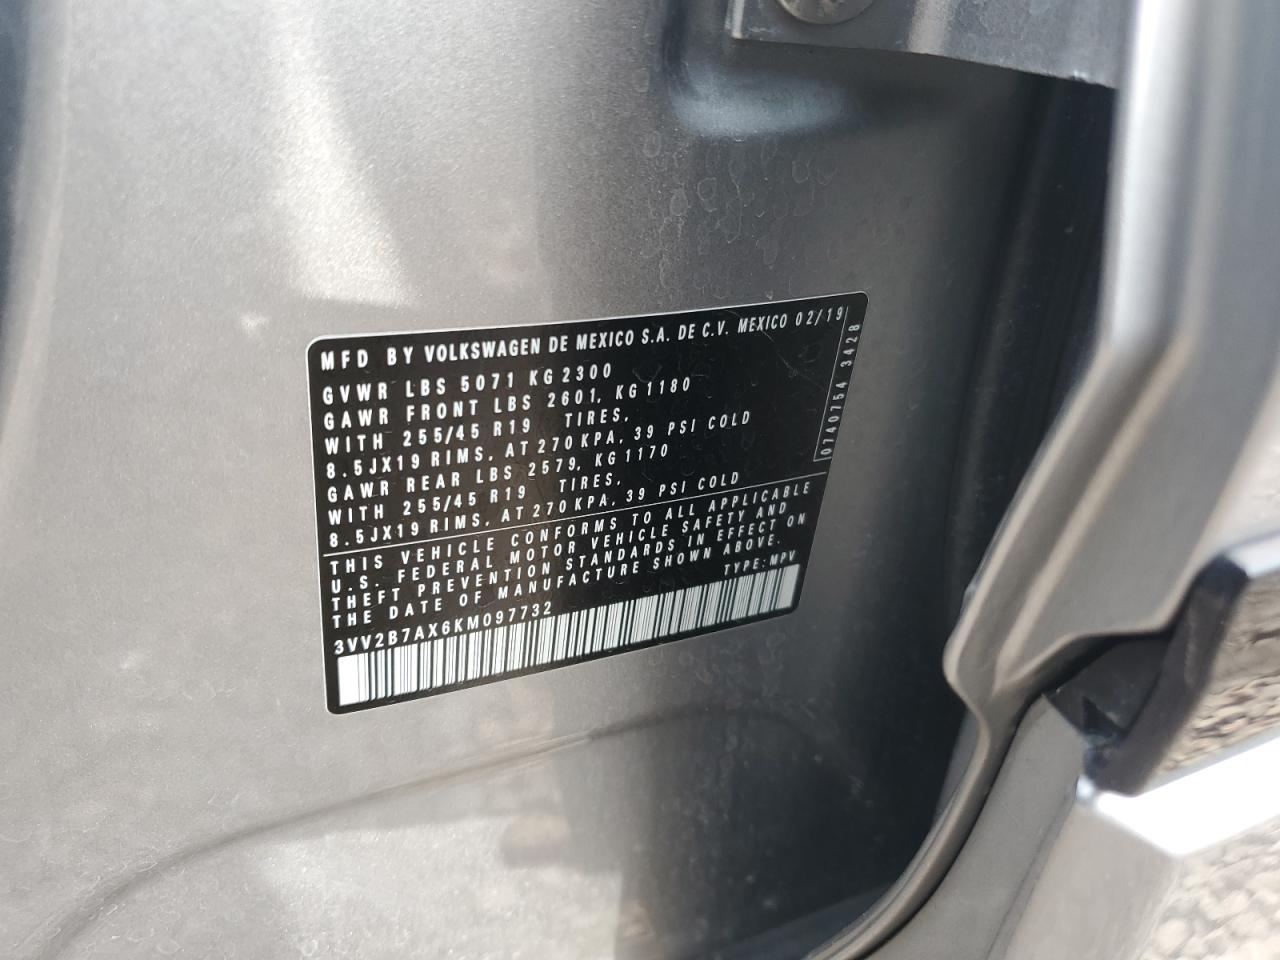 MFD BY VOLKSWAGEN DE MEXICO S.A. DE C.V. MEXICO 02/19
GVWR LBS 5071 KG 2300
GAWR FRONT LBS 2601, KG 1180
WITH 255/45 R19 TIRES,
8.5JX19 RIMS, AT 270 KPA, 39 PSI COLD
GAWR REAR LBS 2579, KG 1170
WITH 255/45 R19 TIRES,
8.5JX19 RIMS, AT 270 KPA, 39 PSI COLD
0740754 3428
THIS VEHICLE CONFORMS TO ALL APPLICABLE
U.S. FEDERAL MOTOR VEHICLE SAFETY AND
THEFT PREVENTION STANDARDS IN EFFECT ON
THE DATE OF MANUFACTURE SHOWN ABOVE.
TYPE:MPV
3VV2B7AX6KM097732